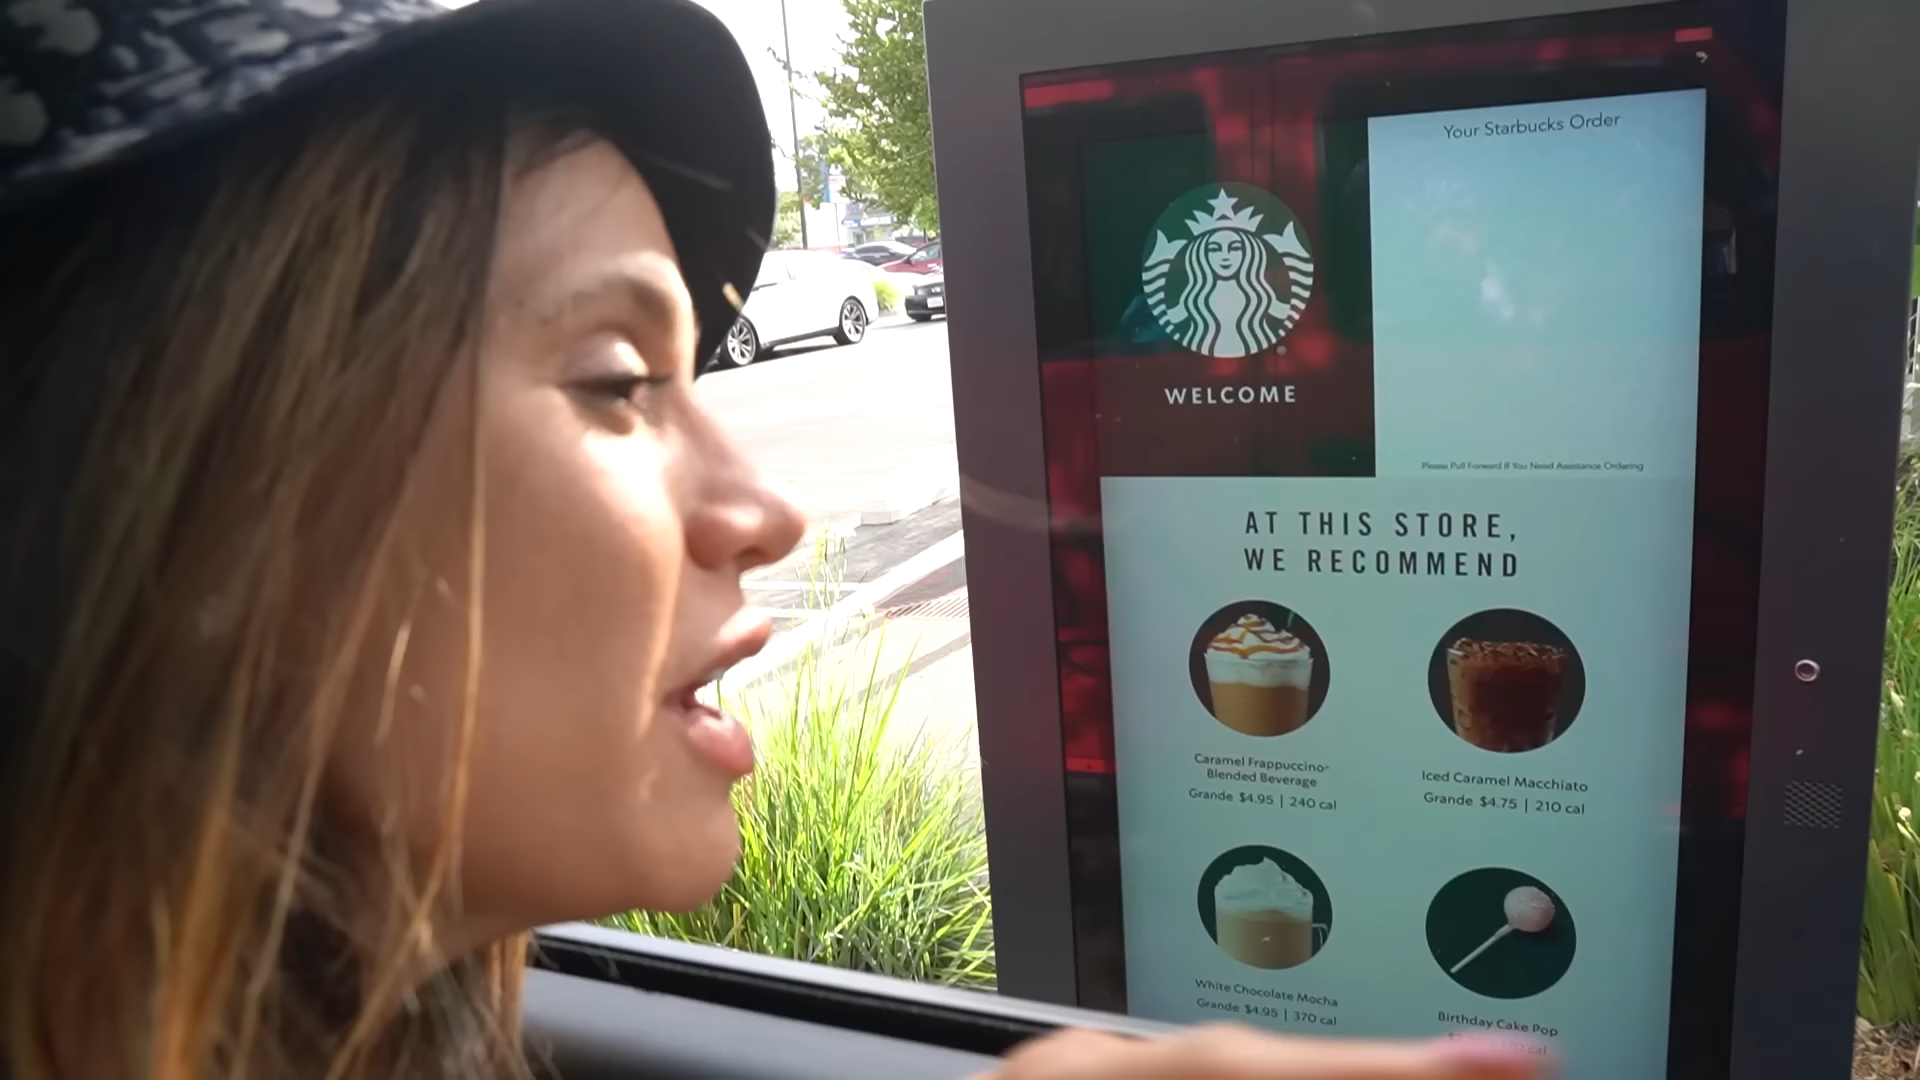 Your Starbucks Order
WELCOME
Please Pull Forward If You Need Assistance Ordering
AT THIS STORE,
WE RECOMMEND
Caramel Frappuccino®
Blended Beverage
Grande $4.95 | 240 cal
Iced Caramel Macchiato
Grande $4.75 | 210 cal
White Chocolate Mocha
Grande $4.95 | 370 cal
Birthday Cake Pop
cal